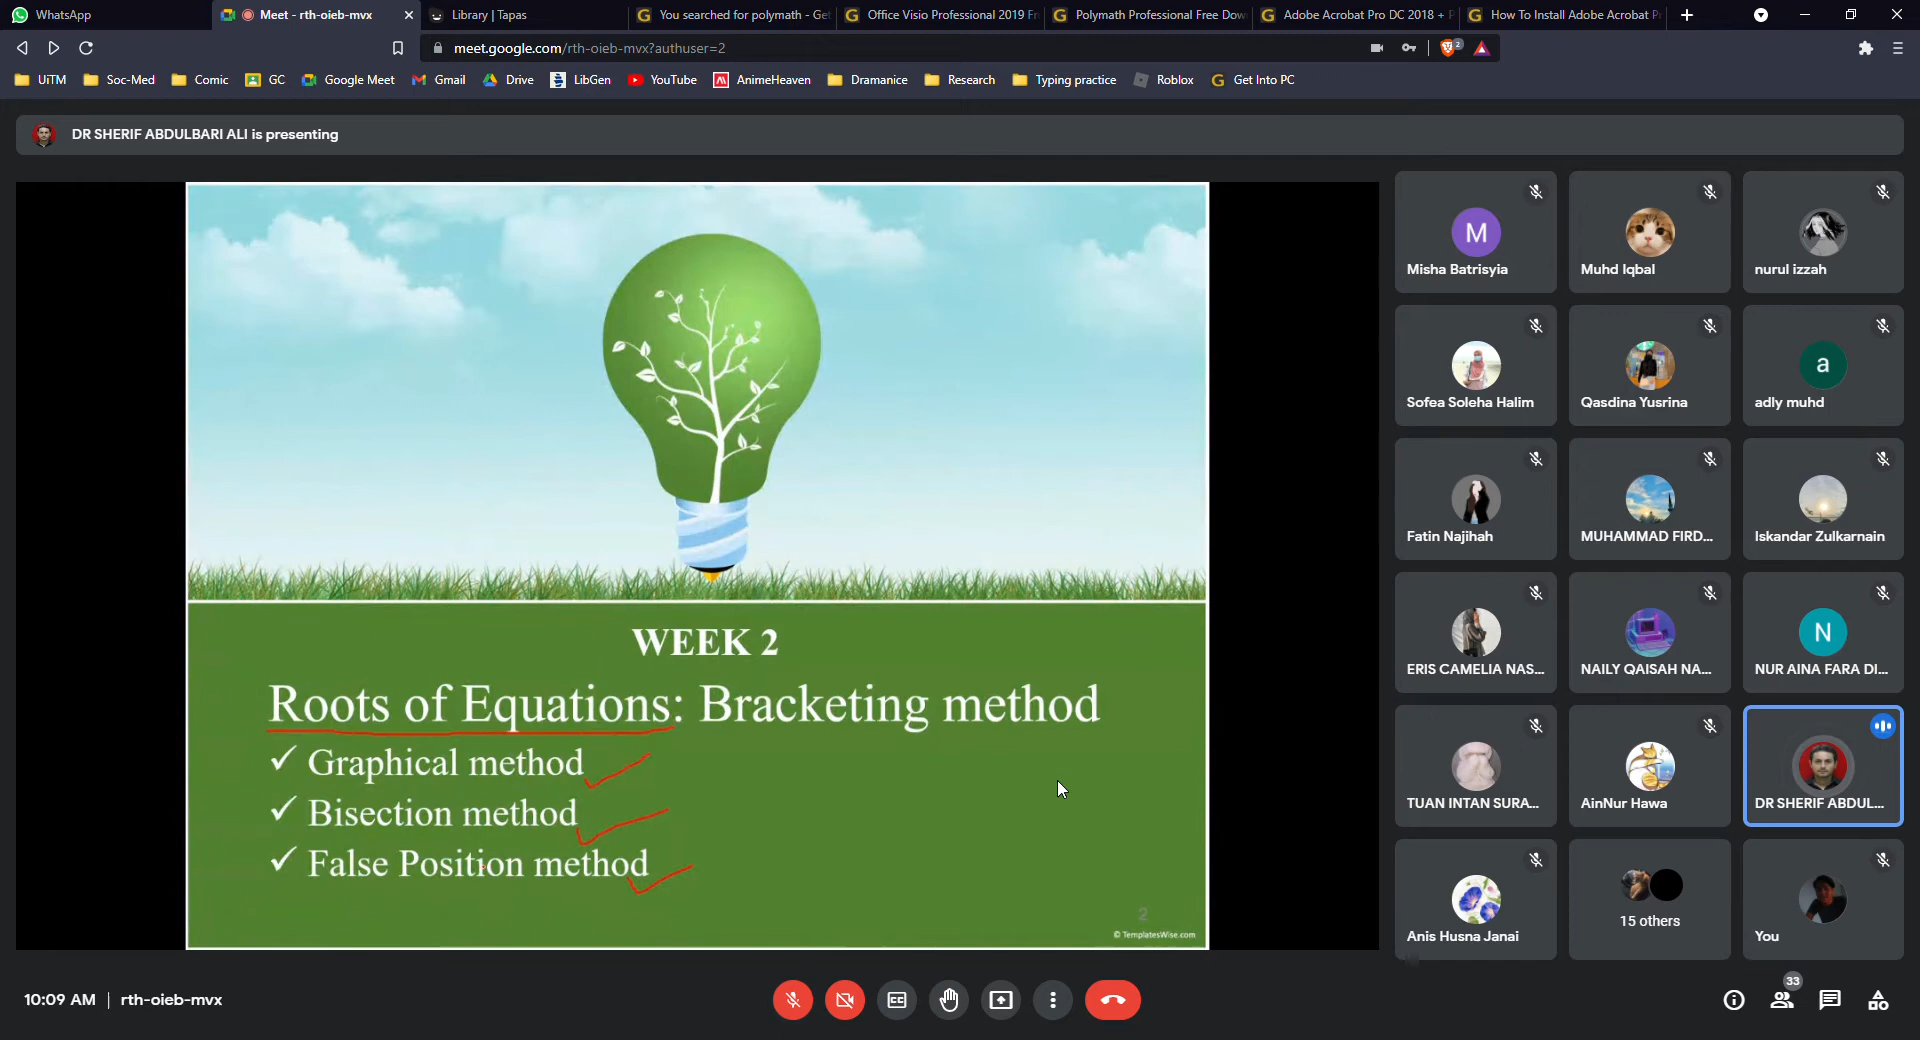 WhatsApp
Meet - rth-oieb-mvx
Library | Tapas
You searched for polymath - Get
Office Visio Professional 2019 Fr
Polymath Professional Free Dow
Adobe Acrobat Pro DC 2018 + P
How To Install Adobe Acrobat Pr
meet.google.com/rth-oieb-mvx?authuser=2
2
UiTM
Soc-Med
Comic
GC
Google Meet
Gmail
Drive
LibGen
YouTube
AnimeHeaven
Dramanice
Research
Typing practice
Roblox
Get Into PC
DR SHERIF ABDULBARI ALI is presenting
WEEK 2
Roots of Equations: Bracketing method
✓ Graphical method
✓ Bisection method
✓ False Position method
2
© TemplatesWise.com
M
Misha Batrisyia
Muhd Iqbal
nurul izzah
Sofea Soleha Halim
Qasdina Yusrina
a
adly muhd
Fatin Najihah
MUHAMMAD FIRD...
Iskandar Zulkarnain
ERIS CAMELIA NAS...
NAILY QAISAH NA...
N
NUR AINA FARA DI...
TUAN INTAN SURA...
AinNur Hawa
DR SHERIF ABDUL...
Anis Husna Janai
15 others
You
10:09 AM | rth-oieb-mvx
CC
33